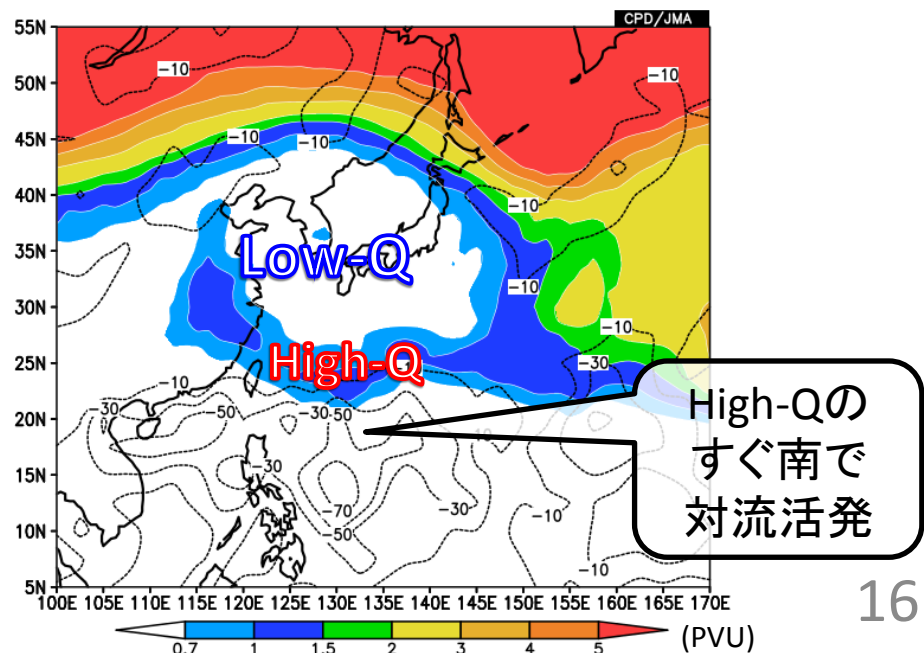 CPD/JMA
55N
50N
45N
40N
35N
30N
25N
20N
15N
10N
5N
-10
-10
-10
-10
-10
-10
-10
-10
-30
-10
-30
-50
-30
-50
-10
-30
-70
-50
-30
-10
-10
Low-Q
High-Q
High-Qの
すぐ南で
対流活発
100E 105E 110E 115E 120E 125E 130E 135E 140E 145E 150E 155E 160E 165E 170E
0.7 1 1.5 2 3 4 5 (PVU)
16